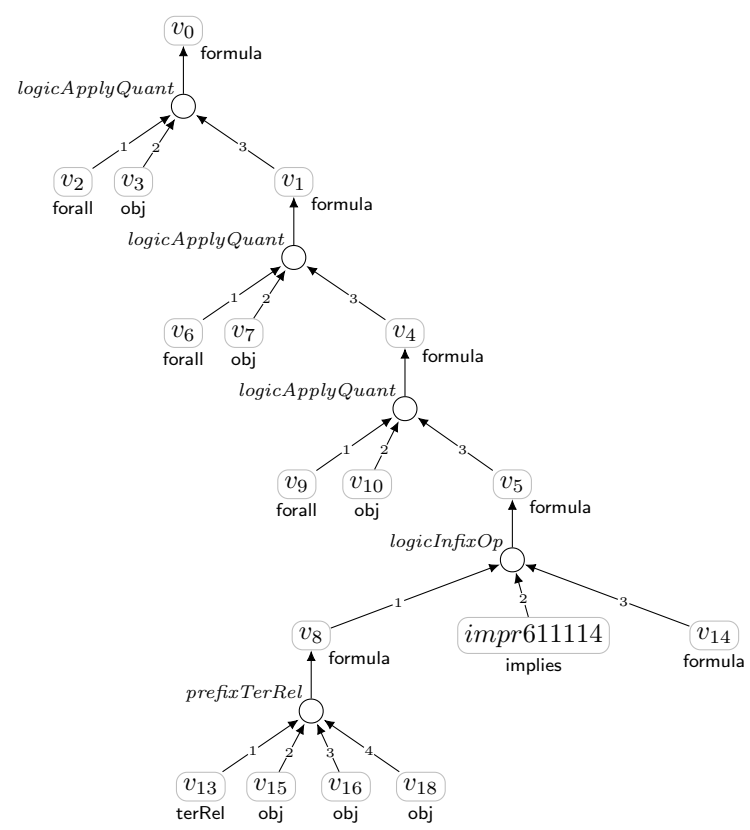 v0
formula
logicApplyQuant
1 2 3
v2 v3 v1
forall obj formula
logicApplyQuant
1 2 3
v6 v7 v4
forall obj formula
logicApplyQuant
1 2 3
v9 v10 v5
forall obj formula
logicInfixOp
1 2 3
v8 impr611114 v14
formula implies formula
prefixTerRel
1 2 3 4
v13 v15 v16 v18
terRel obj obj obj